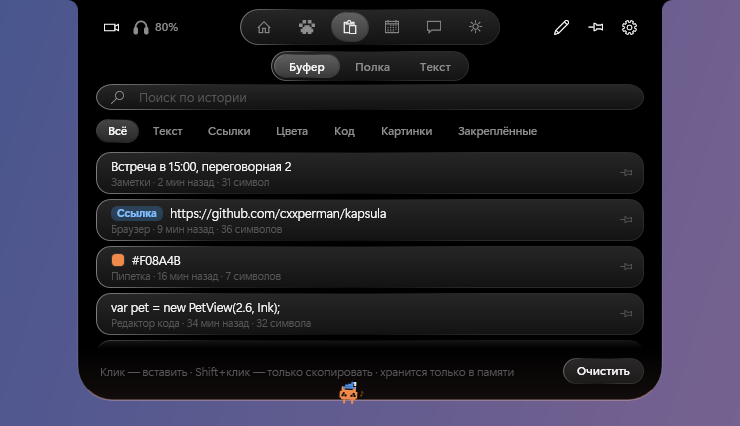 80%
Буфер Полка Текст
Поиск по истории
Всё Текст Ссылки Цвета Код Картинки Закреплённые
Встреча в 15:00, переговорная 2
Заметки · 2 мин назад · 31 символ
Ссылка https://github.com/cxxperman/kapsula
Браузер · 9 мин назад · 36 символов
#F08A4B
Пипетка · 16 мин назад · 7 символов
var pet = new PetView(2.6, Ink);
Редактор кода · 34 мин назад · 32 символа
Клик — вставить · Shift+клик — только скопировать · хранится только в памяти Очистить